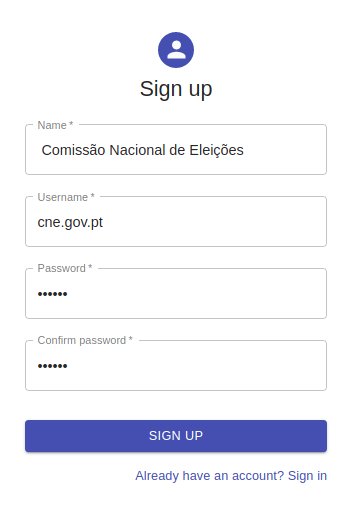 Sign up
Name *
Comissão Nacional de Eleições
Username *
cne.gov.pt
Password *
••••••
Confirm password *
••••••
SIGN UP
Already have an account? Sign in